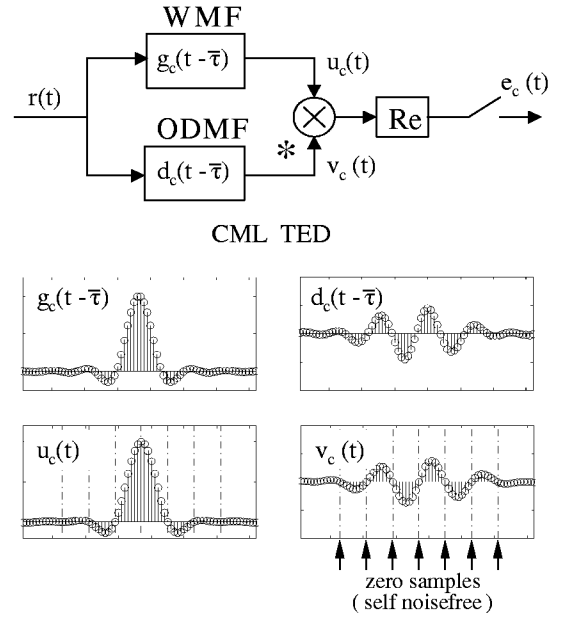 WMF
g_c(t - τ̄)
u_c(t)
r(t)
e_c (t)
Re
ODMF
*
d_c(t - τ̄)
v_c (t)
CML TED
g_c(t - τ̄)
d_c(t - τ̄)
u_c(t)
v_c (t)
zero samples
( self noisefree )